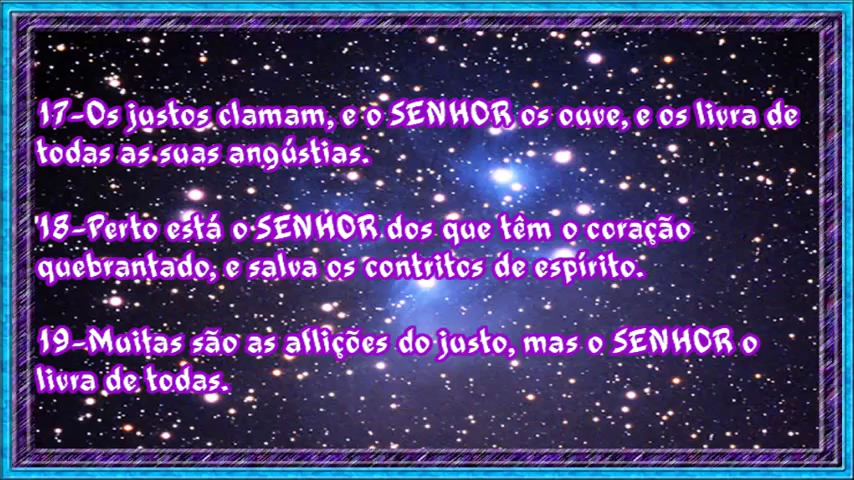 17-Os justos clamam, e o SENHOR os ouve, e os livra de
todas as suas angústias.
18-Perto está o SENHOR dos que têm o coração
quebrantado, e salva os contritos de espírito.
19-Muitas são as aflições do justo, mas o SENHOR o
livra de todas.